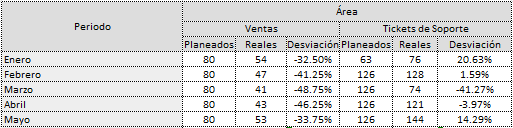 Periodo Área
Ventas Tickets de Soporte
Planeados Reales Desviación Planeados Reales Desviación
Enero 80 54 -32.50% 63 76 20.63%
Febrero 80 47 -41.25% 126 128 1.59%
Marzo 80 41 -48.75% 126 74 -41.27%
Abril 80 43 -46.25% 126 121 -3.97%
Mayo 80 53 -33.75% 126 144 14.29%